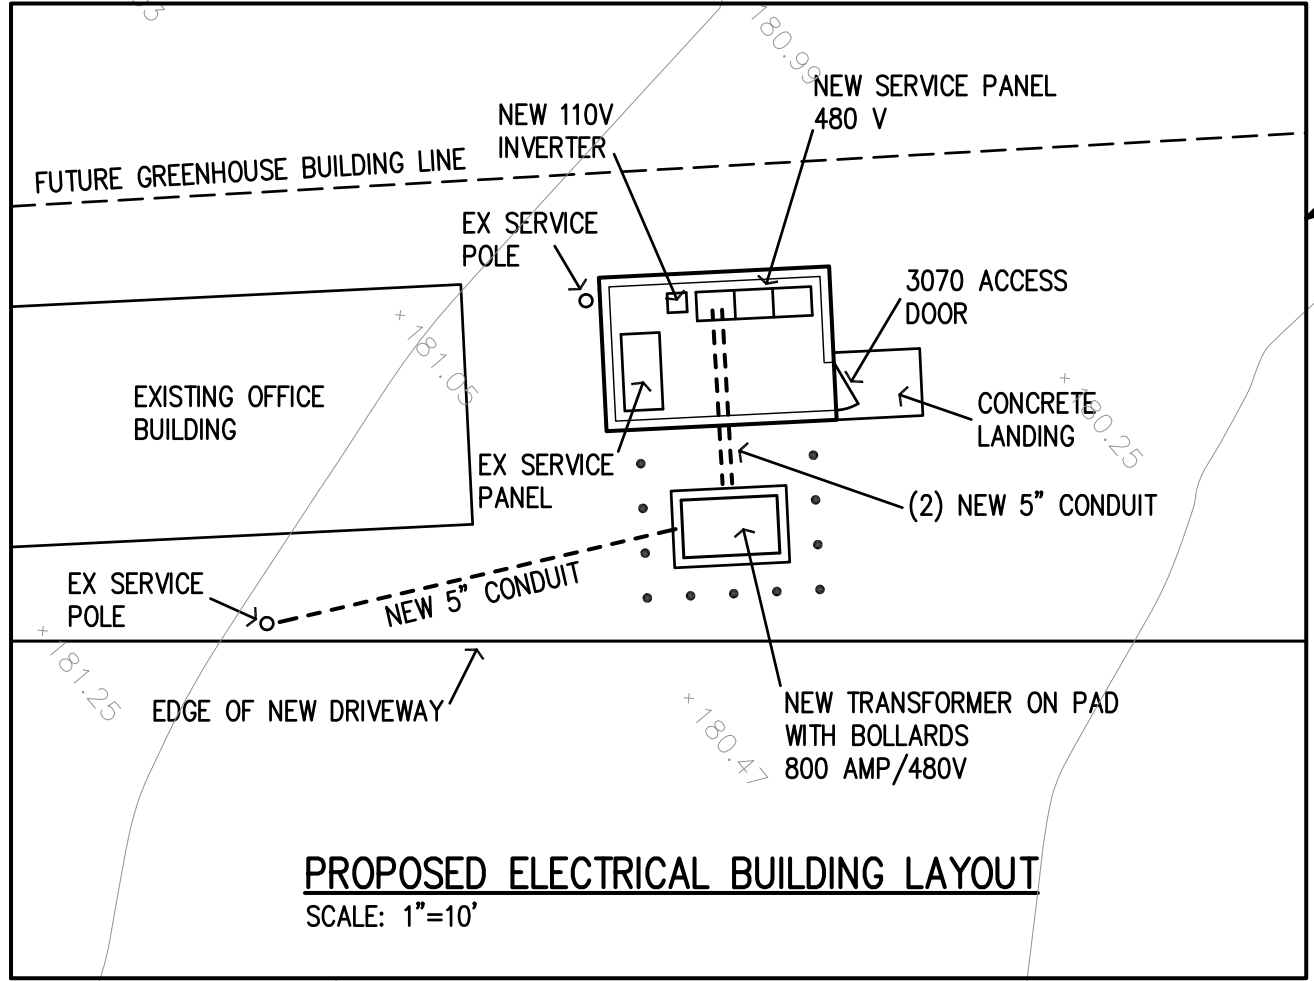 180.99
NEW SERVICE PANEL
480 V
NEW 110V
INVERTER
FUTURE GREENHOUSE BUILDING LINE
EX SERVICE
POLE
3070 ACCESS
DOOR
181.05
EXISTING OFFICE
BUILDING
CONCRETE
LANDING
180.25
EX SERVICE
PANEL
(2) NEW 5" CONDUIT
EX SERVICE
POLE
NEW 5" CONDUIT
181.25
EDGE OF NEW DRIVEWAY
180.47
NEW TRANSFORMER ON PAD
WITH BOLLARDS
800 AMP/480V
PROPOSED ELECTRICAL BUILDING LAYOUT
SCALE: 1"=10'